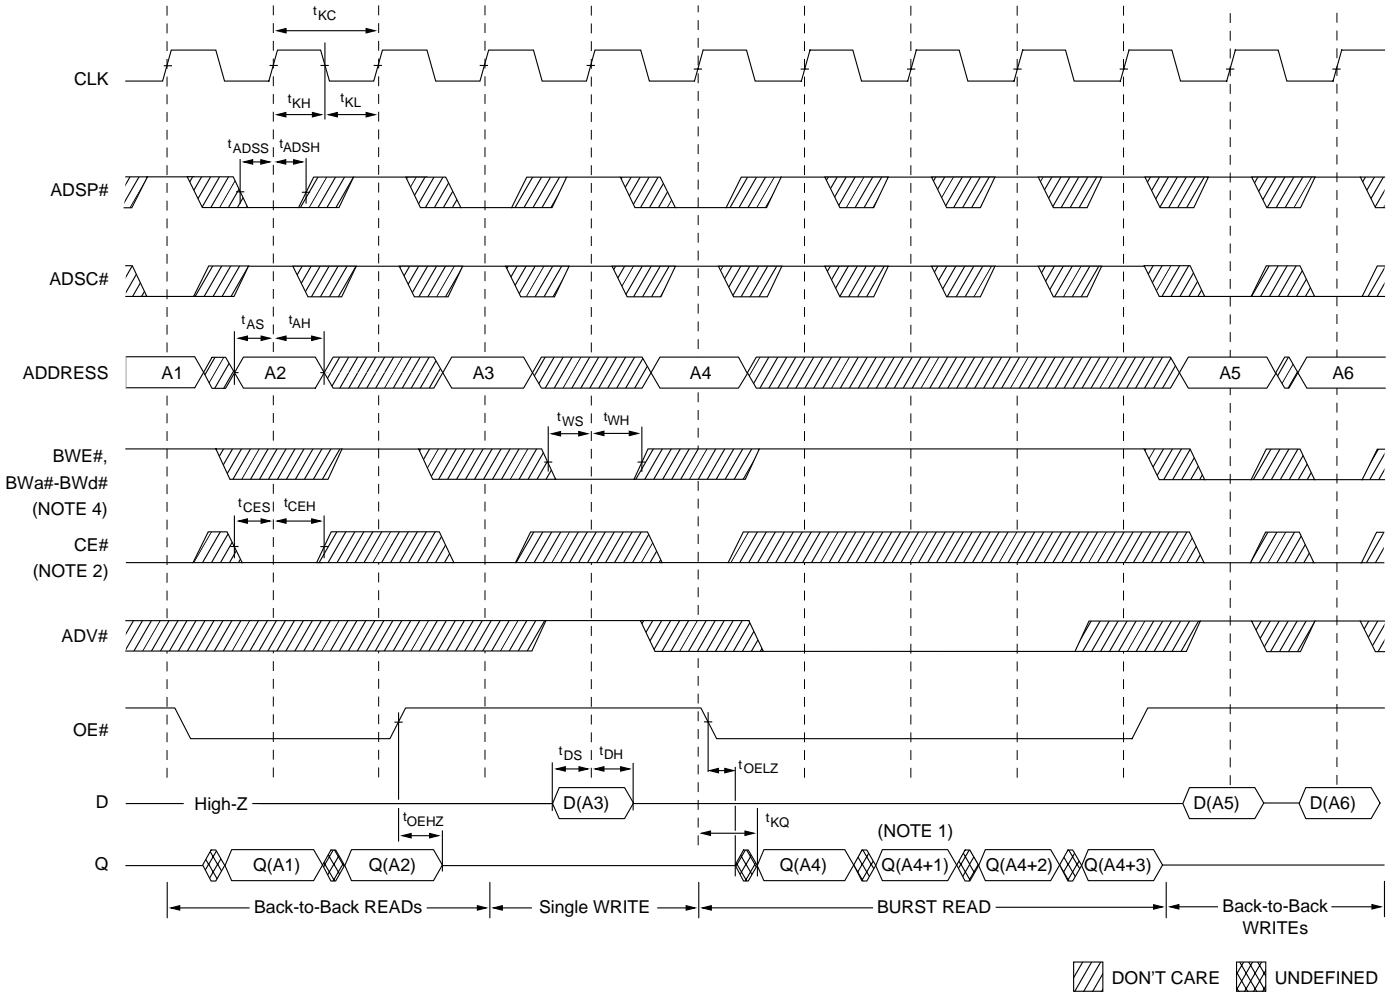 tKC
CLK
tKH tKL
tADSS tADSH
ADSP#
ADSC#
tAS tAH
ADDRESS A1 A2 A3 A4 A5 A6
tWS tWH
BWE#,
BWa#-BWd#
(NOTE 4)
tCES tCEH
CE#
(NOTE 2)
ADV#
OE#
tDS tDH
tOELZ
D High-Z D(A3) D(A5) D(A6)
tOEHZ
tKQ
(NOTE 1)
Q Q(A1) Q(A2) Q(A4) Q(A4+1) Q(A4+2) Q(A4+3)
Back-to-Back READs Single WRITE BURST READ Back-to-Back
WRITEs
DON'T CARE UNDEFINED